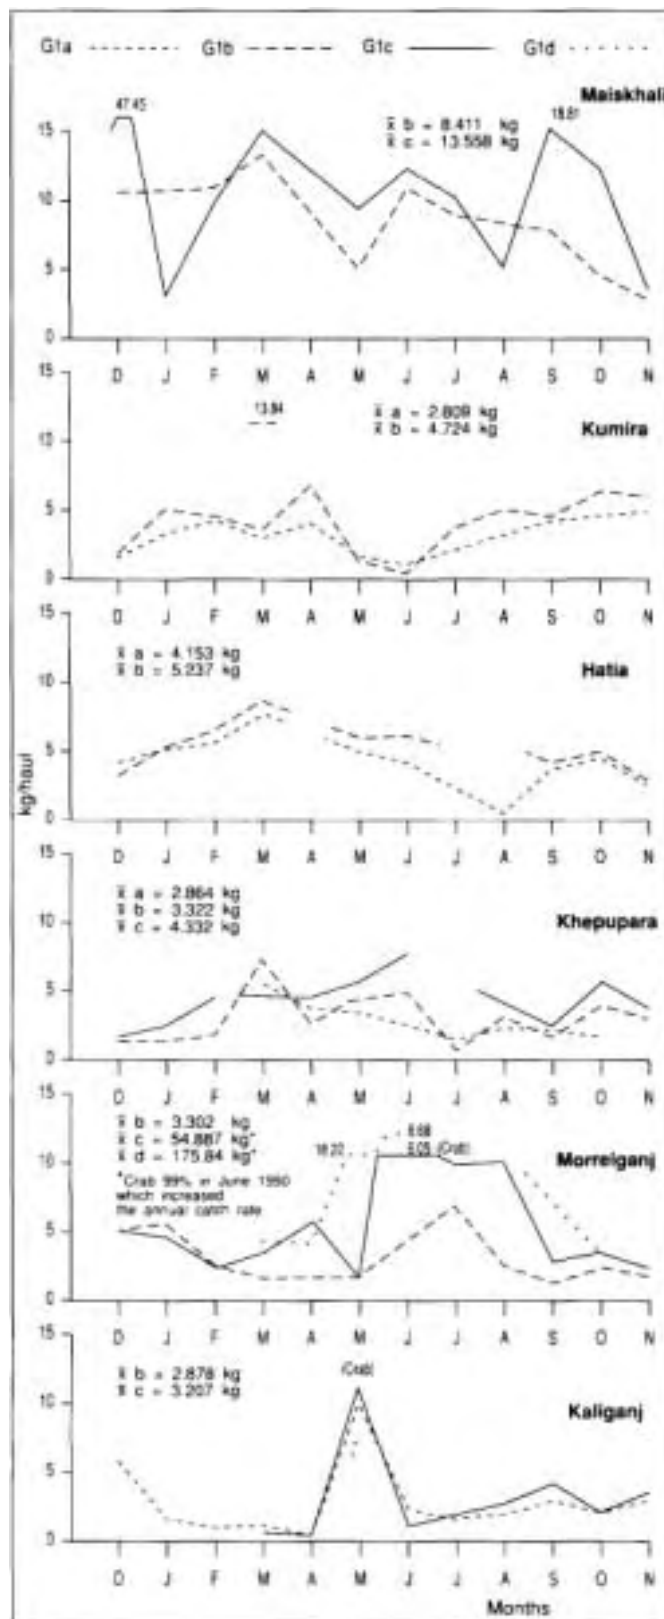 G1a G1b G1c G1d
Maiskhali
47.45
18.81
x̄ b = 8.411 kg
x̄ c = 13.558 kg
15
10
5
0
D J F M A M J J A S O N
15
10
5
0
13.84
x̄ a = 2.809 kg
x̄ b = 4.724 kg
Kumira
D J F M A M J J A S O N
15
10
5
0
x̄ a = 4.153 kg
x̄ b = 5.237 kg
Hatia
kg/haul
D J F M A M J J A S O N
15
10
5
0
x̄ a = 2.864 kg
x̄ b = 3.322 kg
x̄ c = 4.332 kg
Khepupara
D J F M A M J J A S O N
15
10
5
0
x̄ b = 3.302 kg
x̄ c = 54.887 kg*
x̄ d = 175.84 kg*
*Crab 99% in June 1990
which increased
the annual catch rate
(Crab)
Morrelganj
D J F M A M J J A S O N
15
10
5
0
x̄ b = 2.878 kg
x̄ c = 3.207 kg
(Crab)
Kaliganj
D J F M A M J J A S O N
Months